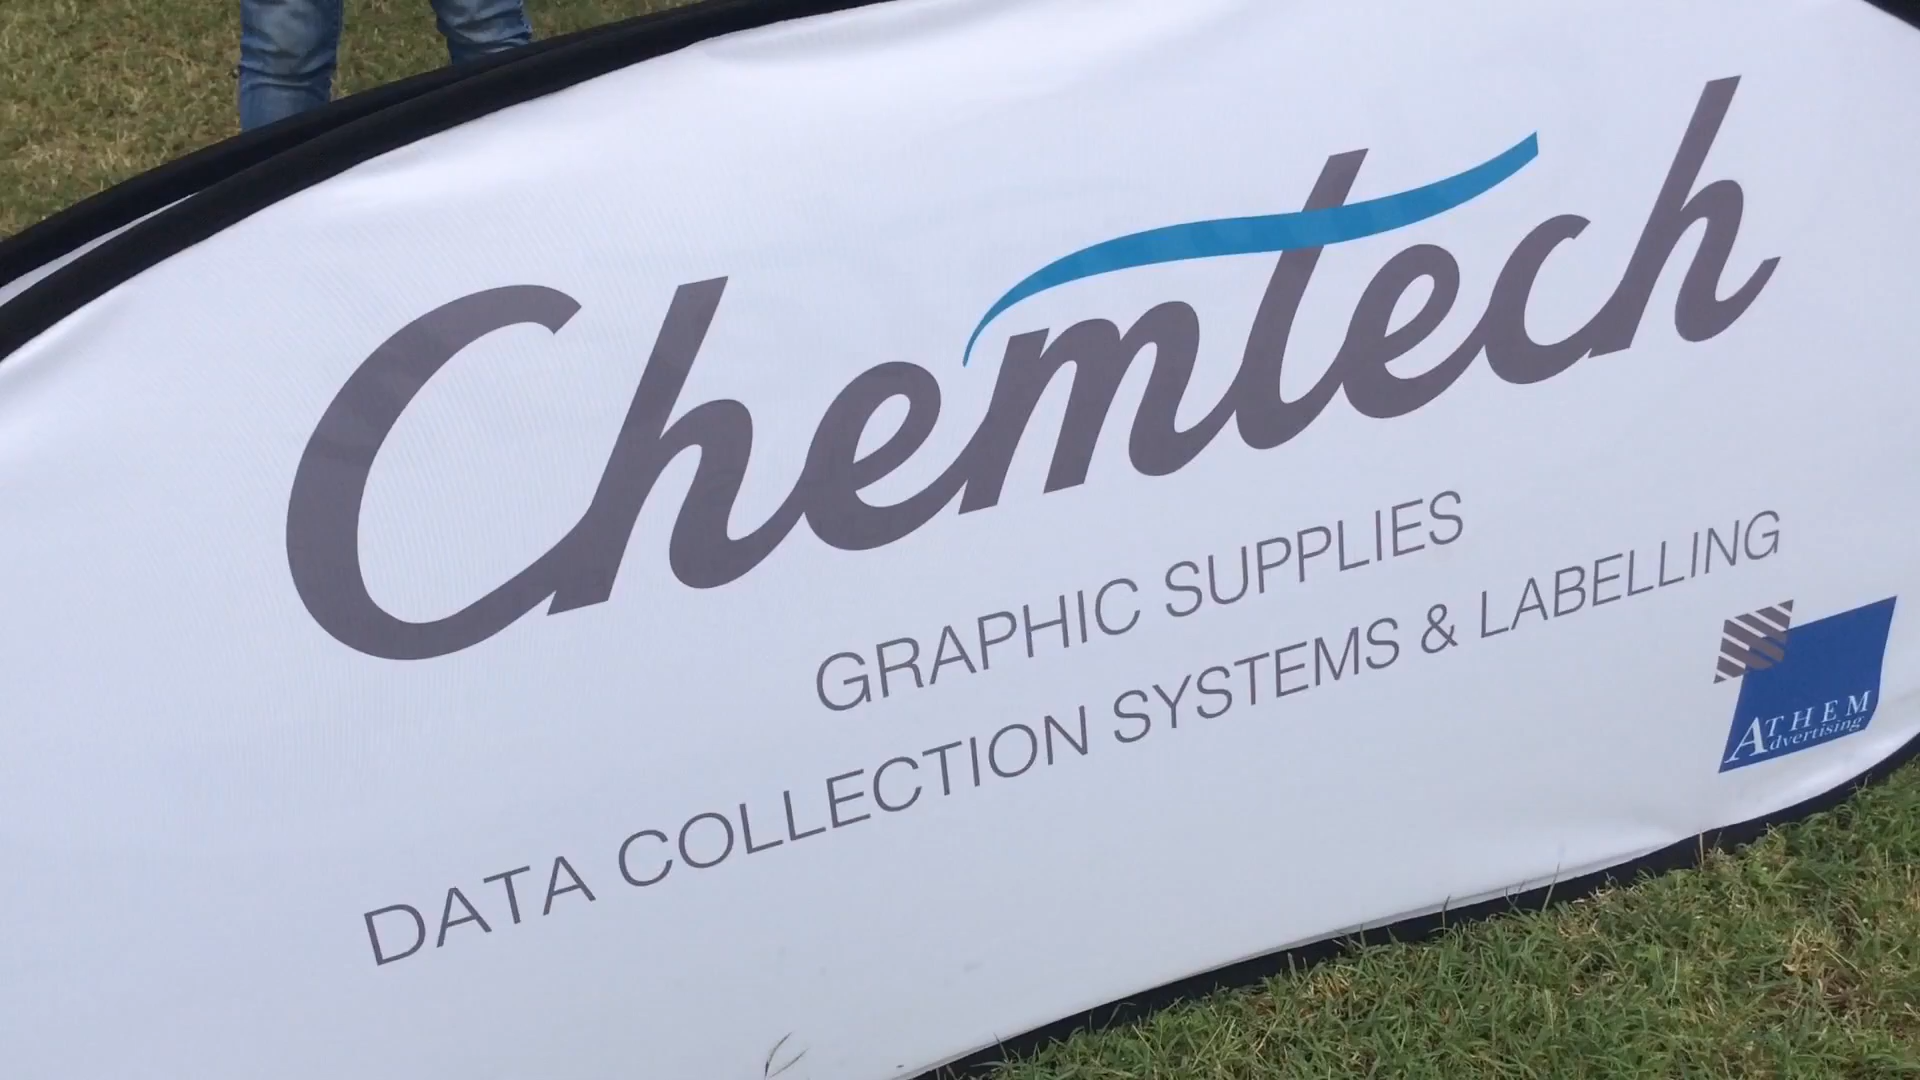 Chemtech
GRAPHIC SUPPLIES
DATA COLLECTION SYSTEMS & LABELLING
ATHEM
Advertising